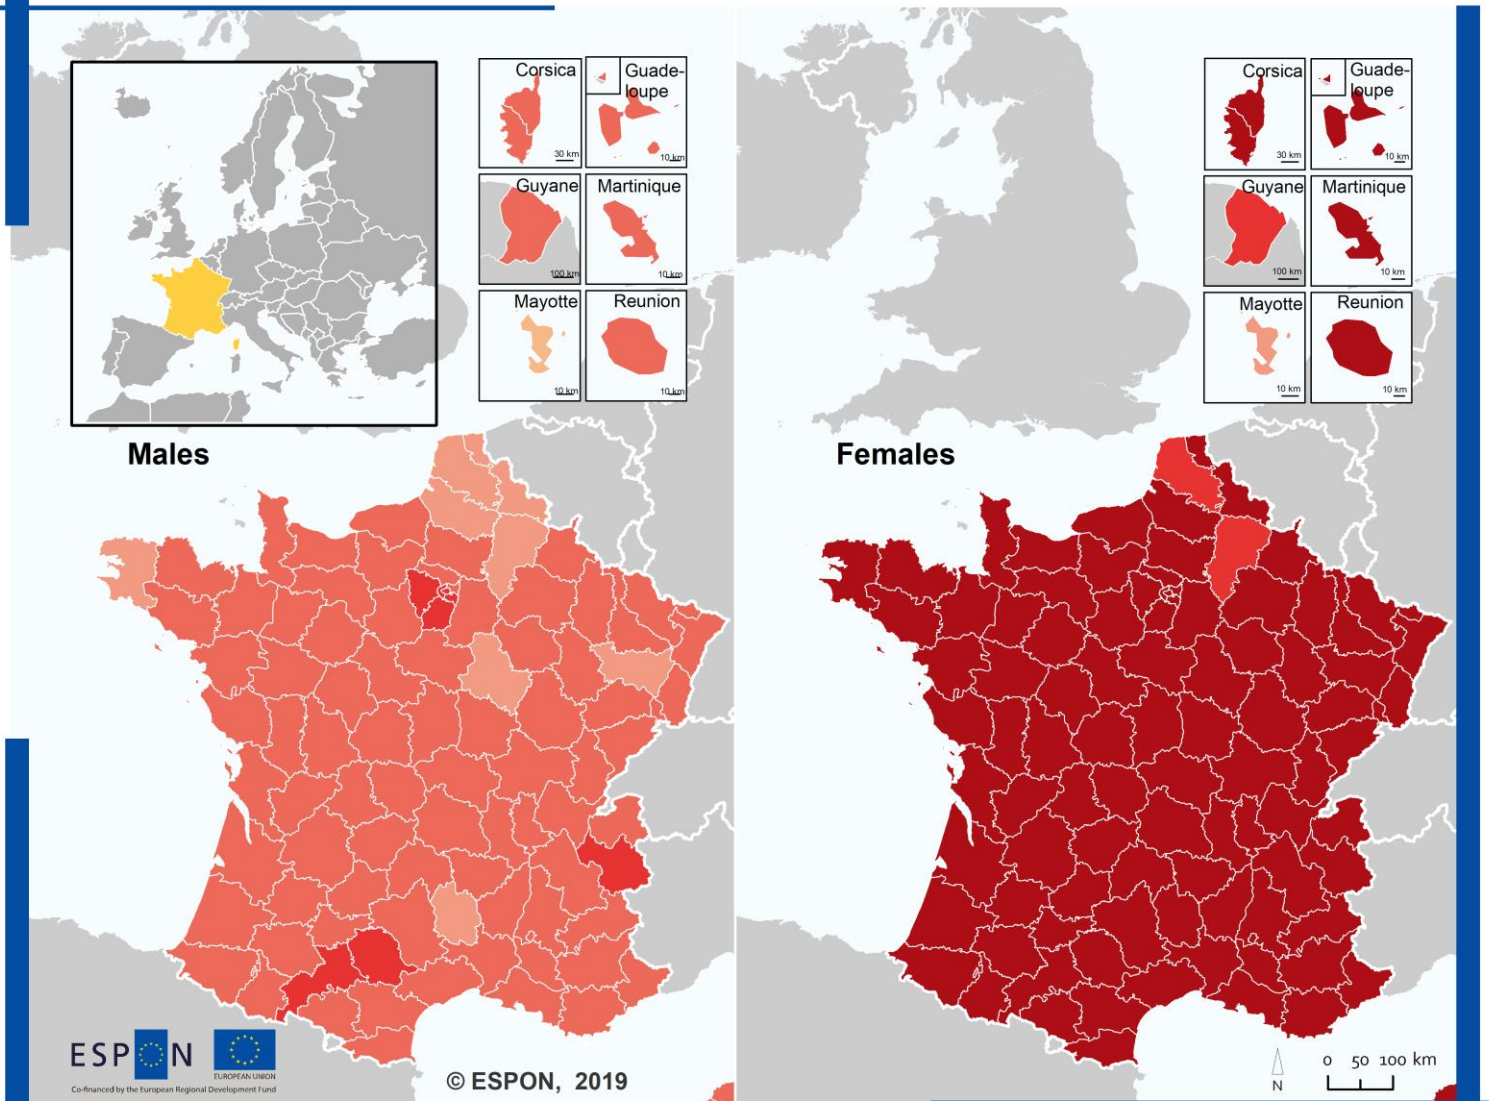 Corsica
30 km
Guade-
loupe
10 km
Guyane
100 km
Martinique
10 km
Mayotte
10 km
Reunion
10 km
Males
ESPON
EUROPEAN UNION
Co-financed by the European Regional Development Fund
© ESPON, 2019
Corsica
30 km
Guade-
loupe
10 km
Guyane
100 km
Martinique
10 km
Mayotte
10 km
Reunion
10 km
Females
N
0 50 100 km